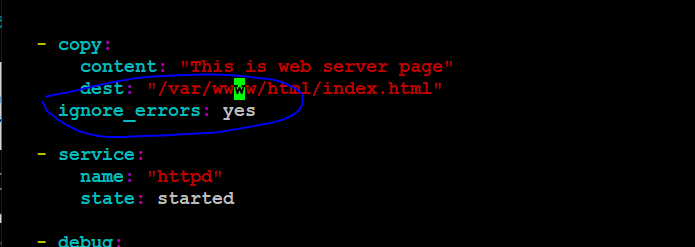 - copy:
content: "This is web server page"
dest: "/var/wwww/html/index.html"
ignore_errors: yes
- service:
name: "httpd"
state: started
- debug: